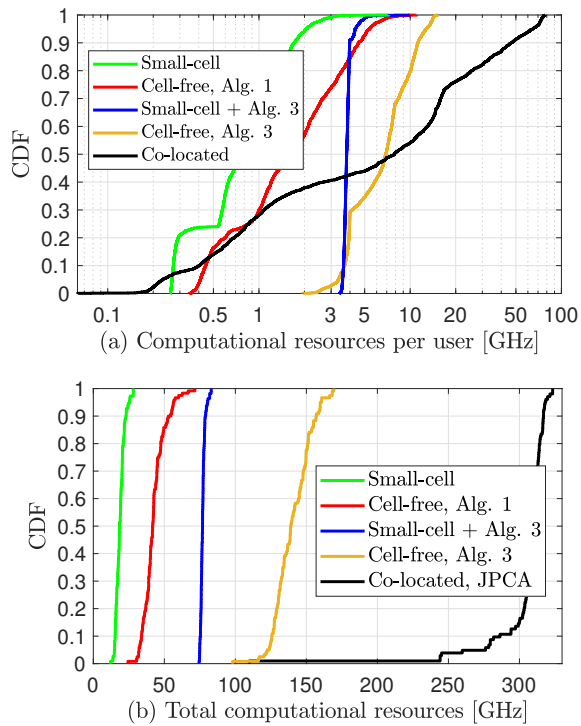 1
0.9
0.8
0.7
0.6
0.5
0.4
0.3
0.2
0.1
0
CDF
Small-cell
Cell-free, Alg. 1
Small-cell + Alg. 3
Cell-free, Alg. 3
Co-located
0.1 0.5 1 3 5 10 50 100
(a) Computational resources per user [GHz]
1
0.9
0.8
0.7
0.6
0.5
0.4
0.3
0.2
0.1
0
CDF
Small-cell
Cell-free, Alg. 1
Small-cell + Alg. 3
Cell-free, Alg. 3
Co-located, JPCA
0 50 100 150 200 250 300
(b) Total computational resources [GHz]